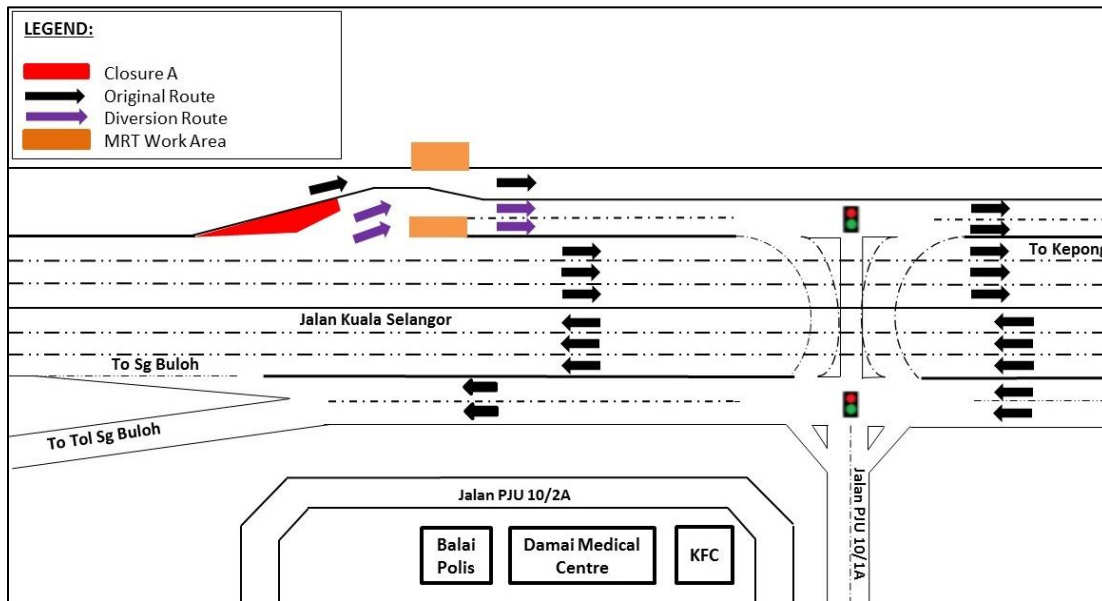 LEGEND:
Closure A
Original Route
Diversion Route
MRT Work Area
To Kepong
Jalan Kuala Selangor
To Sg Buloh
To Tol Sg Buloh
Jalan PJU 10/2A
Jalan PJU 10/1A
Balai
Polis
Damai Medical
Centre
KFC